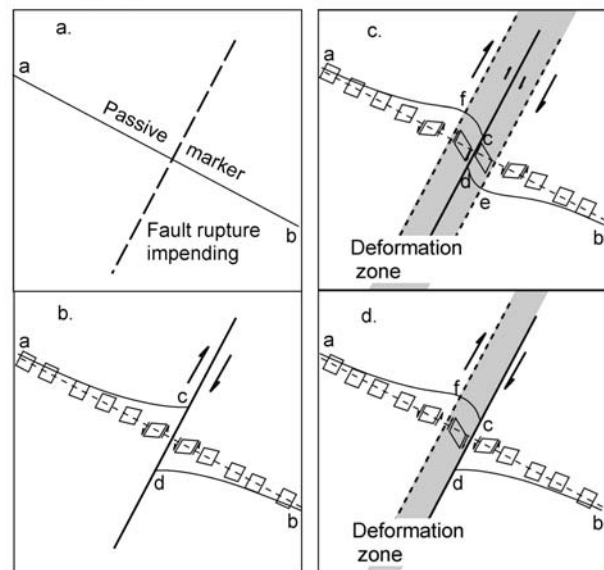 a.
a
Passive marker
b
Fault rupture
impending
b.
a
c
d
b
c.
a
f
c
d
e
b
Deformation
zone
d.
a
f
c
d
b
Deformation
zone